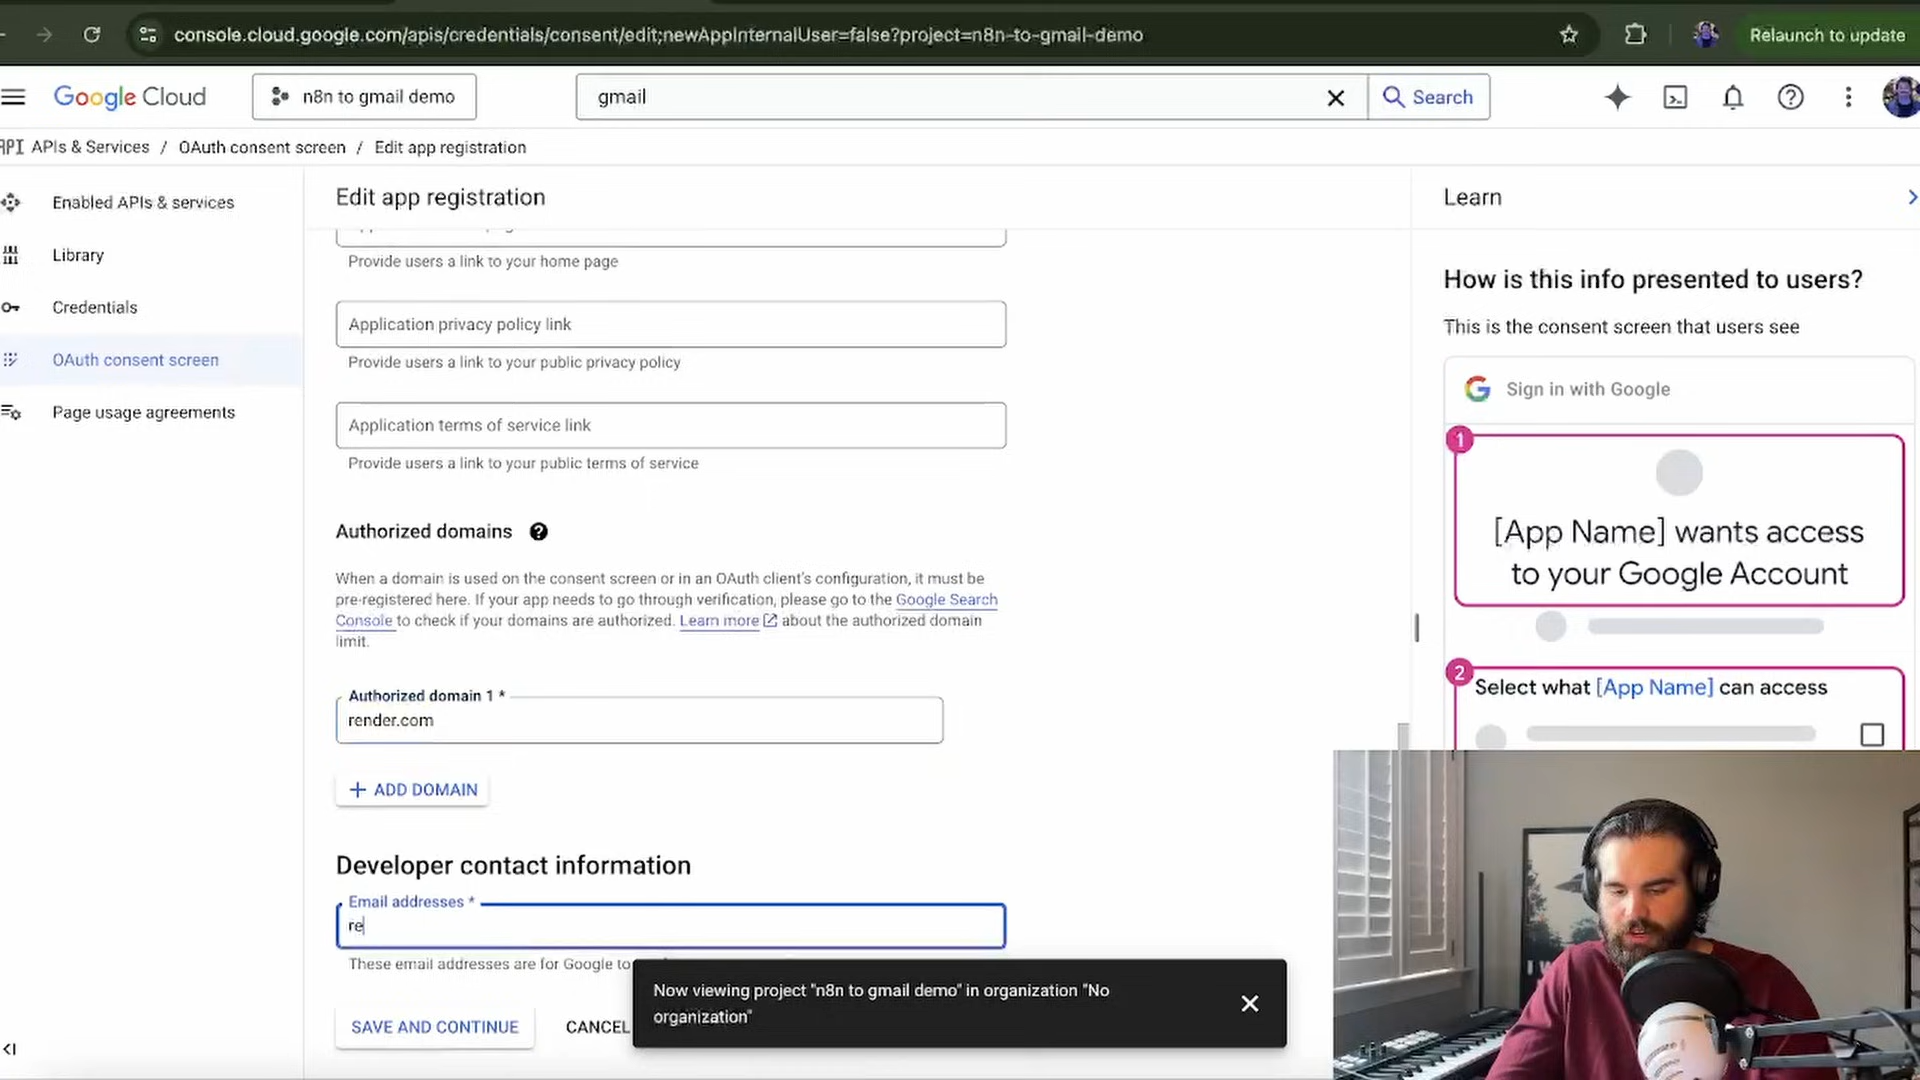 console.cloud.google.com/apis/credentials/consent/edit;newAppInternalUser=false?project=n8n-to-gmail-demo
Relaunch to update
Google Cloud
n8n to gmail demo
gmail
Search
API APIs & Services / OAuth consent screen / Edit app registration
Enabled APIs & services
Library
Credentials
OAuth consent screen
Page usage agreements
Edit app registration
Provide users a link to your home page
Application privacy policy link
Provide users a link to your public privacy policy
Application terms of service link
Provide users a link to your public terms of service
Authorized domains
When a domain is used on the consent screen or in an OAuth client's configuration, it must be
pre-registered here. If your app needs to go through verification, please go to the Google Search
Console to check if your domains are authorized. Learn more about the authorized domain
limit.
Authorized domain 1 *
render.com
+ ADD DOMAIN
Developer contact information
Email addresses *
re
These email addresses are for Google to
SAVE AND CONTINUE
CANCEL
Now viewing project "n8n to gmail demo" in organization "No
organization"
Learn
How is this info presented to users?
This is the consent screen that users see
Sign in with Google
1
[App Name] wants access
to your Google Account
2
Select what [App Name] can access